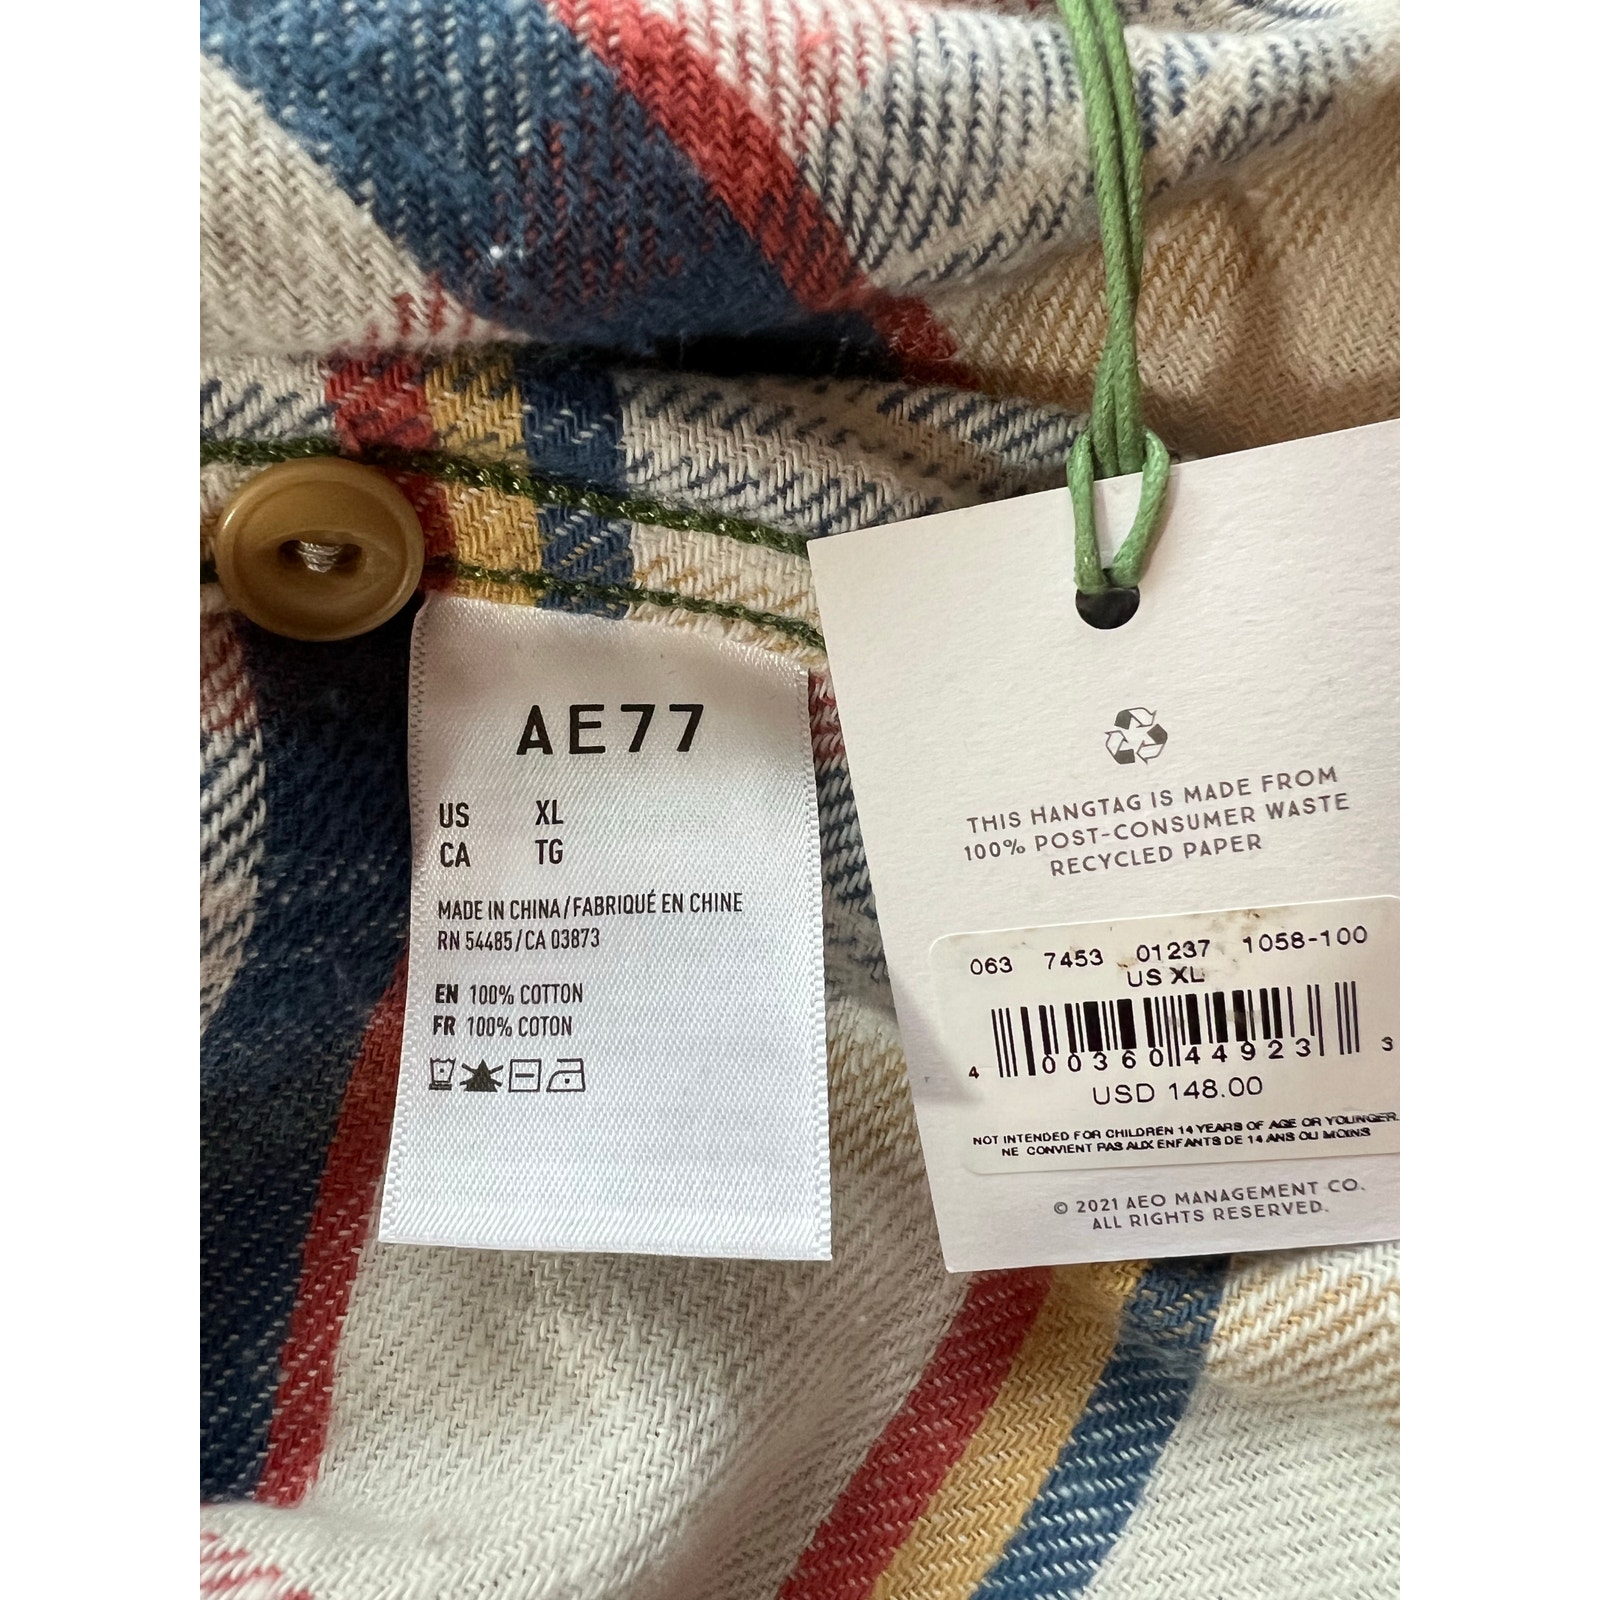 AE77
US XL
CA TG
MADE IN CHINA/FABRIQUÉ EN CHINE
RN 54485/CA 03873
EN 100% COTTON
FR 100% COTON
THIS HANGTAG IS MADE FROM
100% POST-CONSUMER WASTE
RECYCLED PAPER
063 7453 01237 1058-100
US XL
4 00360 44923 3
USD 148.00
NOT INTENDED FOR CHILDREN 14 YEARS OF AGE OR YOUNGER.
NE CONVIENT PAS AUX ENFANTS DE 14 ANS OU MOINS
© 2021 AEO MANAGEMENT CO.
ALL RIGHTS RESERVED.